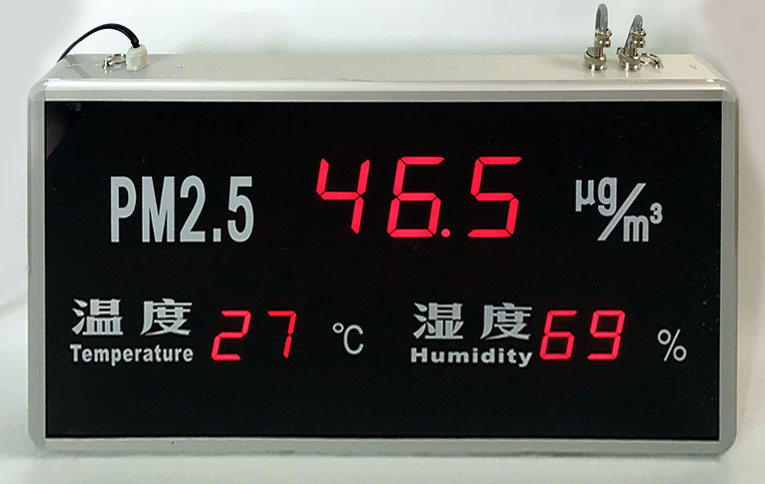 PM2.5 46.5 µg/m³
温度 27 ℃ 湿度 69 %
Temperature Humidity